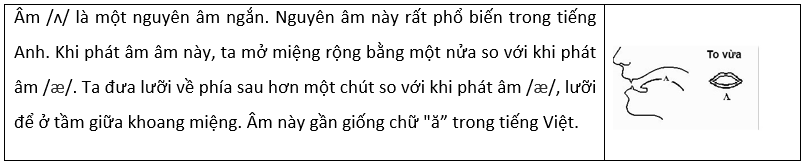 Âm /ʌ/ là một nguyên âm ngắn. Nguyên âm này rất phổ biến trong tiếng
Anh. Khi phát âm âm này, ta mở miệng rộng bằng một nửa so với khi phát
âm /æ/. Ta đưa lưỡi về phía sau hơn một chút so với khi phát âm /æ/, lưỡi
để ở tầm giữa khoang miệng. Âm này gần giống chữ "ă” trong tiếng Việt.
To vừa
ʌ
ʌ